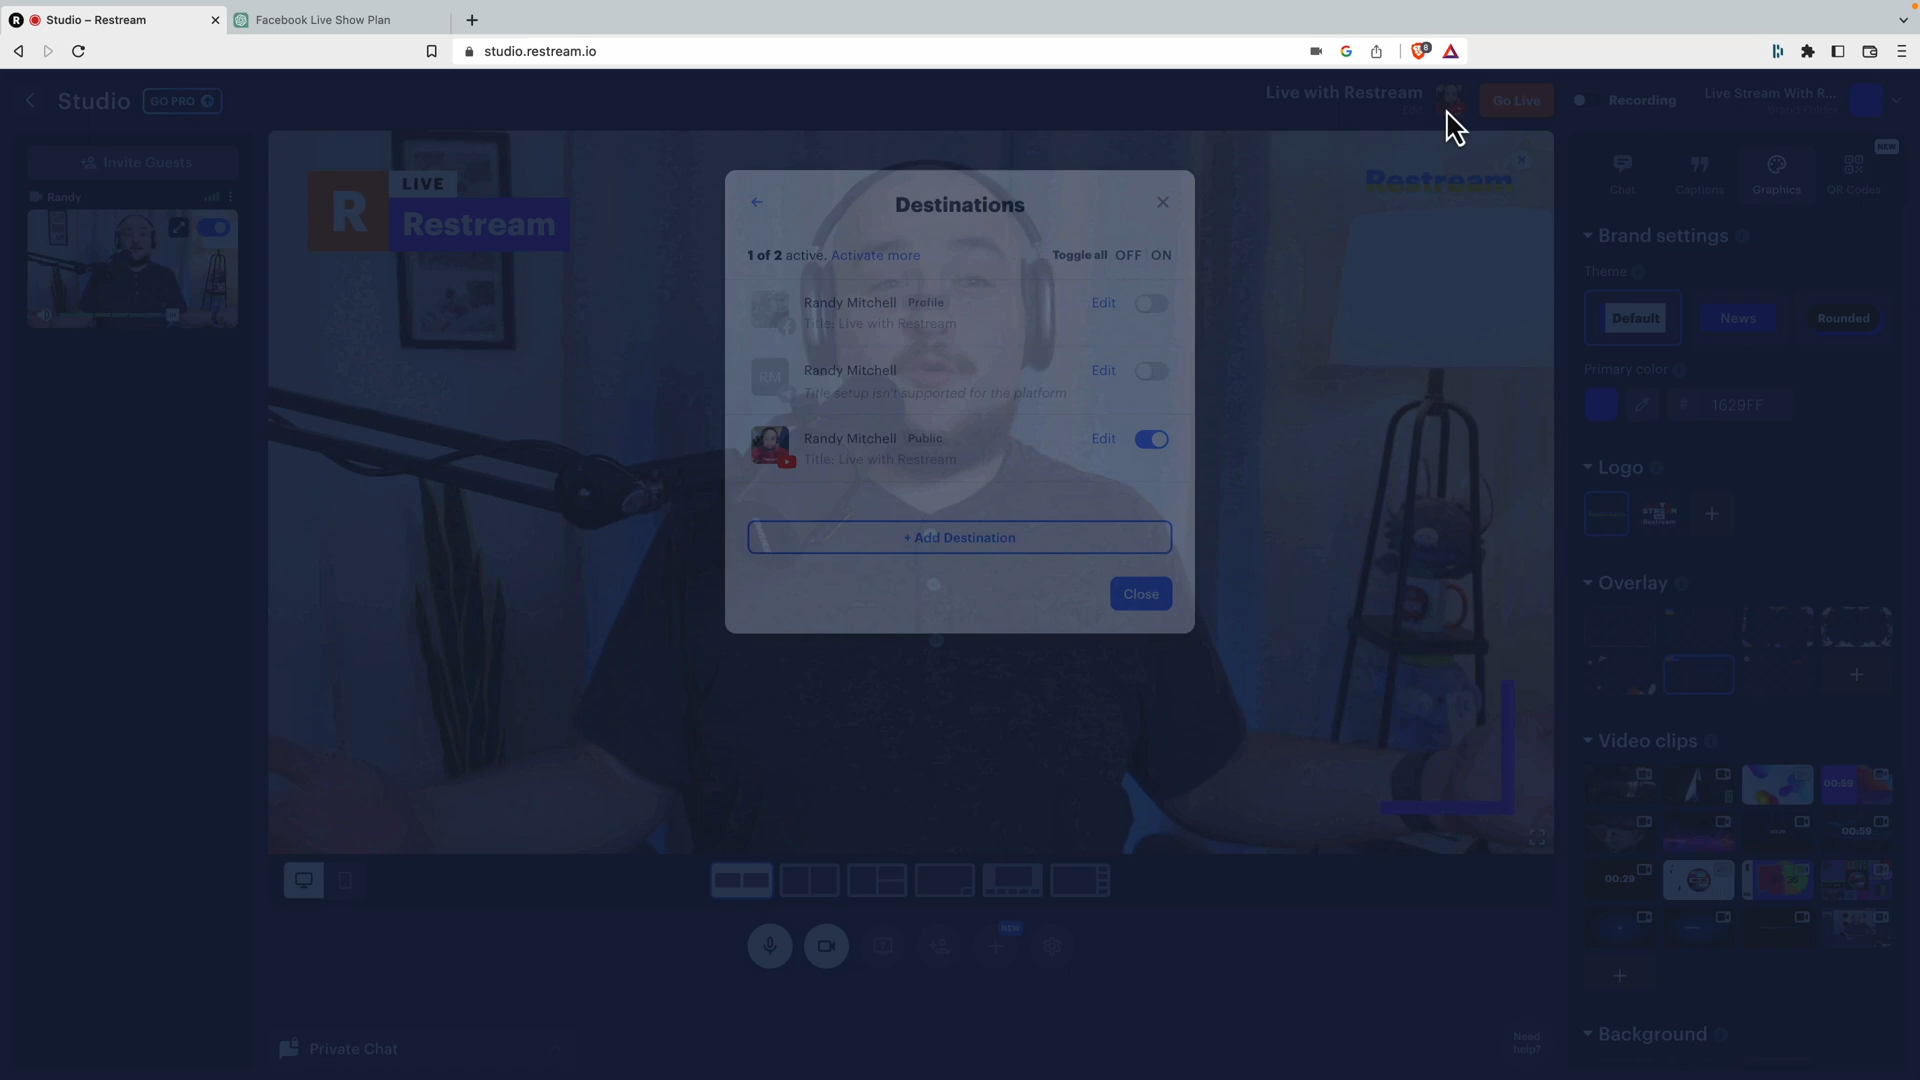 Studio – Restream
Facebook Live Show Plan
studio.restream.io
8
Studio
GO PRO
Live with Restream
Edit
Go Live
Recording
Live Stream With R...
Brand Folder
Invite Guests
Randy
R
LIVE
Restream
Restream
Destinations
1 of 2 active. Activate more
Toggle all OFF ON
Randy Mitchell Profile
Edit
Title: Live with Restream
RM
Randy Mitchell
Edit
Title setup isn't supported for the platform
Randy Mitchell Public
Edit
Title: Live with Restream
+ Add Destination
Close
NEW
Chat
Captions
Graphics
QR Codes
Brand settings
Theme
Default
News
Rounded
Primary color
# 1629FF
Logo
Overlay
Video clips
00:59
00:59
00:29
Background
NEW
Private Chat
Need
help?